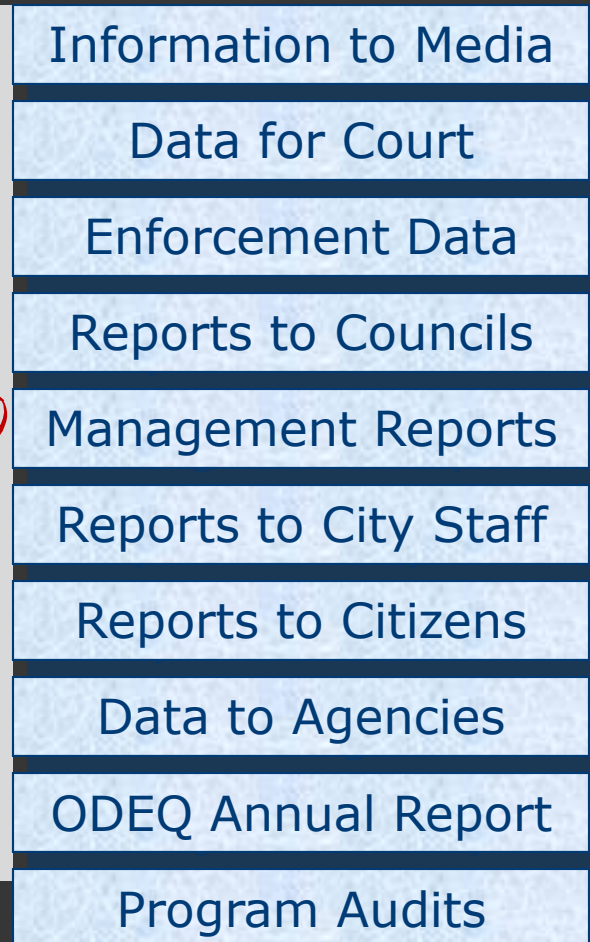 Information to Media
Data for Court
Enforcement Data
Reports to Councils
Management Reports
Reports to City Staff
Reports to Citizens
Data to Agencies
ODEQ Annual Report
Program Audits